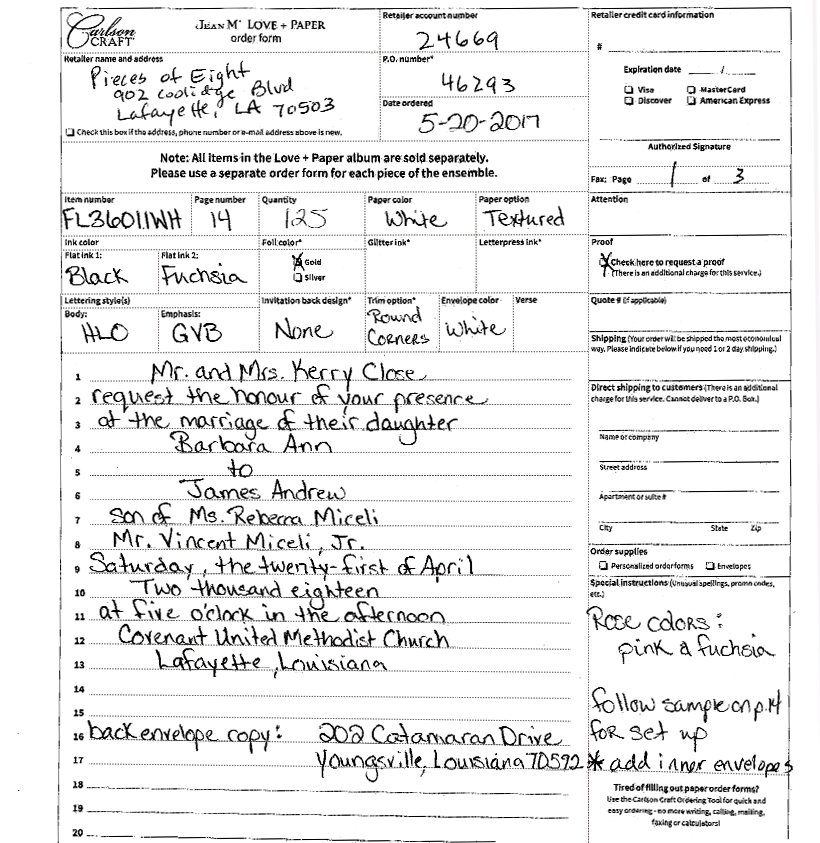 Carlson CRAFT
JEAN M™ LOVE + PAPER
order form
Retailer account number
24669
Retailer credit card information
#
Retailer name and address
Pieces of Eight
902 Coolidge Blvd
Lafayette, LA 70503
Check this box if the address, phone number or e-mail address above is new.
P.O. number*
46293
Date ordered
5-20-2017
Expiration date /
Visa MasterCard
Discover American Express
Authorized Signature
Note: All items in the Love + Paper album are sold separately.
Please use a separate order form for each piece of the ensemble.
Fax: Page 1 of 3
Item number Page number Quantity Paper color Paper option
FL36011WH 14 125 White Textured
Attention
Ink color Foil color* Glitter ink* Letterpress ink*
Flat ink 1: Flat ink 2:
Black Fuchsia
Gold
Silver
Proof
Check here to request a proof
(There is an additional charge for this service.)
Lettering style(s) Invitation back design* Trim option* Envelope color Verse
Body: Emphasis:
HLO GVB None Round Corners White
Quote # (if applicable)
Shipping (Your order will be shipped the most economical
way. Please indicate below if you need 1 or 2 day shipping.)
1 Mr. and Mrs. Kerry Close
2 request the honour of your presence
3 at the marriage of their daughter
4 Barbara Ann
5 to
6 James Andrew
7 son of Ms. Rebecca Miceli
8 Mr. Vincent Miceli, Jr.
9 Saturday, the twenty-first of April
10 Two thousand eighteen
11 at five o'clock in the afternoon
12 Covenant United Methodist Church
13 Lafayette, Louisiana
14
15
16 back envelope copy: 202 Catamaran Drive
17 Youngsville, Louisiana 70592
18
19
20
Direct shipping to customers (There is an additional
charge for this service. Cannot deliver to a P.O. Box.)
Name or company
Street address
Apartment or suite #
City State Zip
Order supplies
Personalized order forms Envelopes
Special instructions (Unusual spellings, promo codes,
etc.)
Rose colors:
pink & fuchsia
follow sample on p.14
for set up
* add inner envelopes
Tired of filling out paper order forms?
Use the Carlson Craft Ordering Tool for quick and
easy ordering - no more writing, calling, mailing,
faxing or calculators!